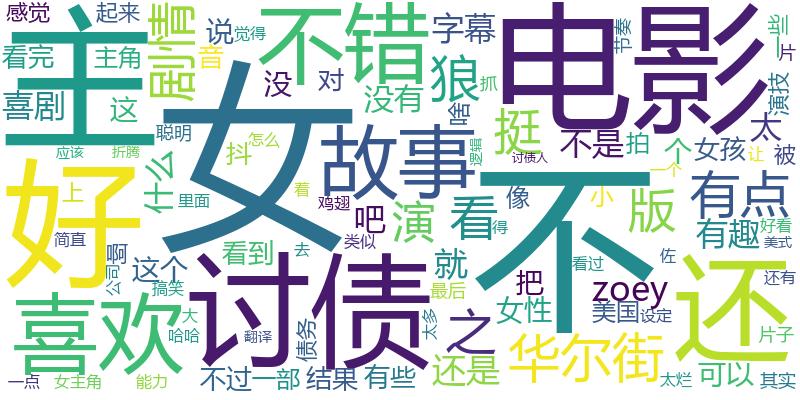 感觉
起来
说
觉得
不错
电影
节奏
一些
片
看完
主角
剧情
音
字幕
主
女
喜剧
这
没
对
没有
狼
抓
啥
挺
演技
太
不是
拍
个
女孩
被
聪明
故事
逻辑
讨债人
让
应该
折腾
怎么
抖
什么
好
上
里面
着
鸡翅
吧
演
看
得
像
不
小
一个
版
有点
有趣
好看
美式
简直
啊
看到
去
类似
就
把
看过
佐
还
还有
公司
这个
搞笑
讨债
最后
zoey
女性
美国
设定
可以
喜欢
大
哈哈
翻译
债务
太多
之
华尔街
片子
一点
女主角
能力
不过
一部
结果
有些
还是
太烂
其实